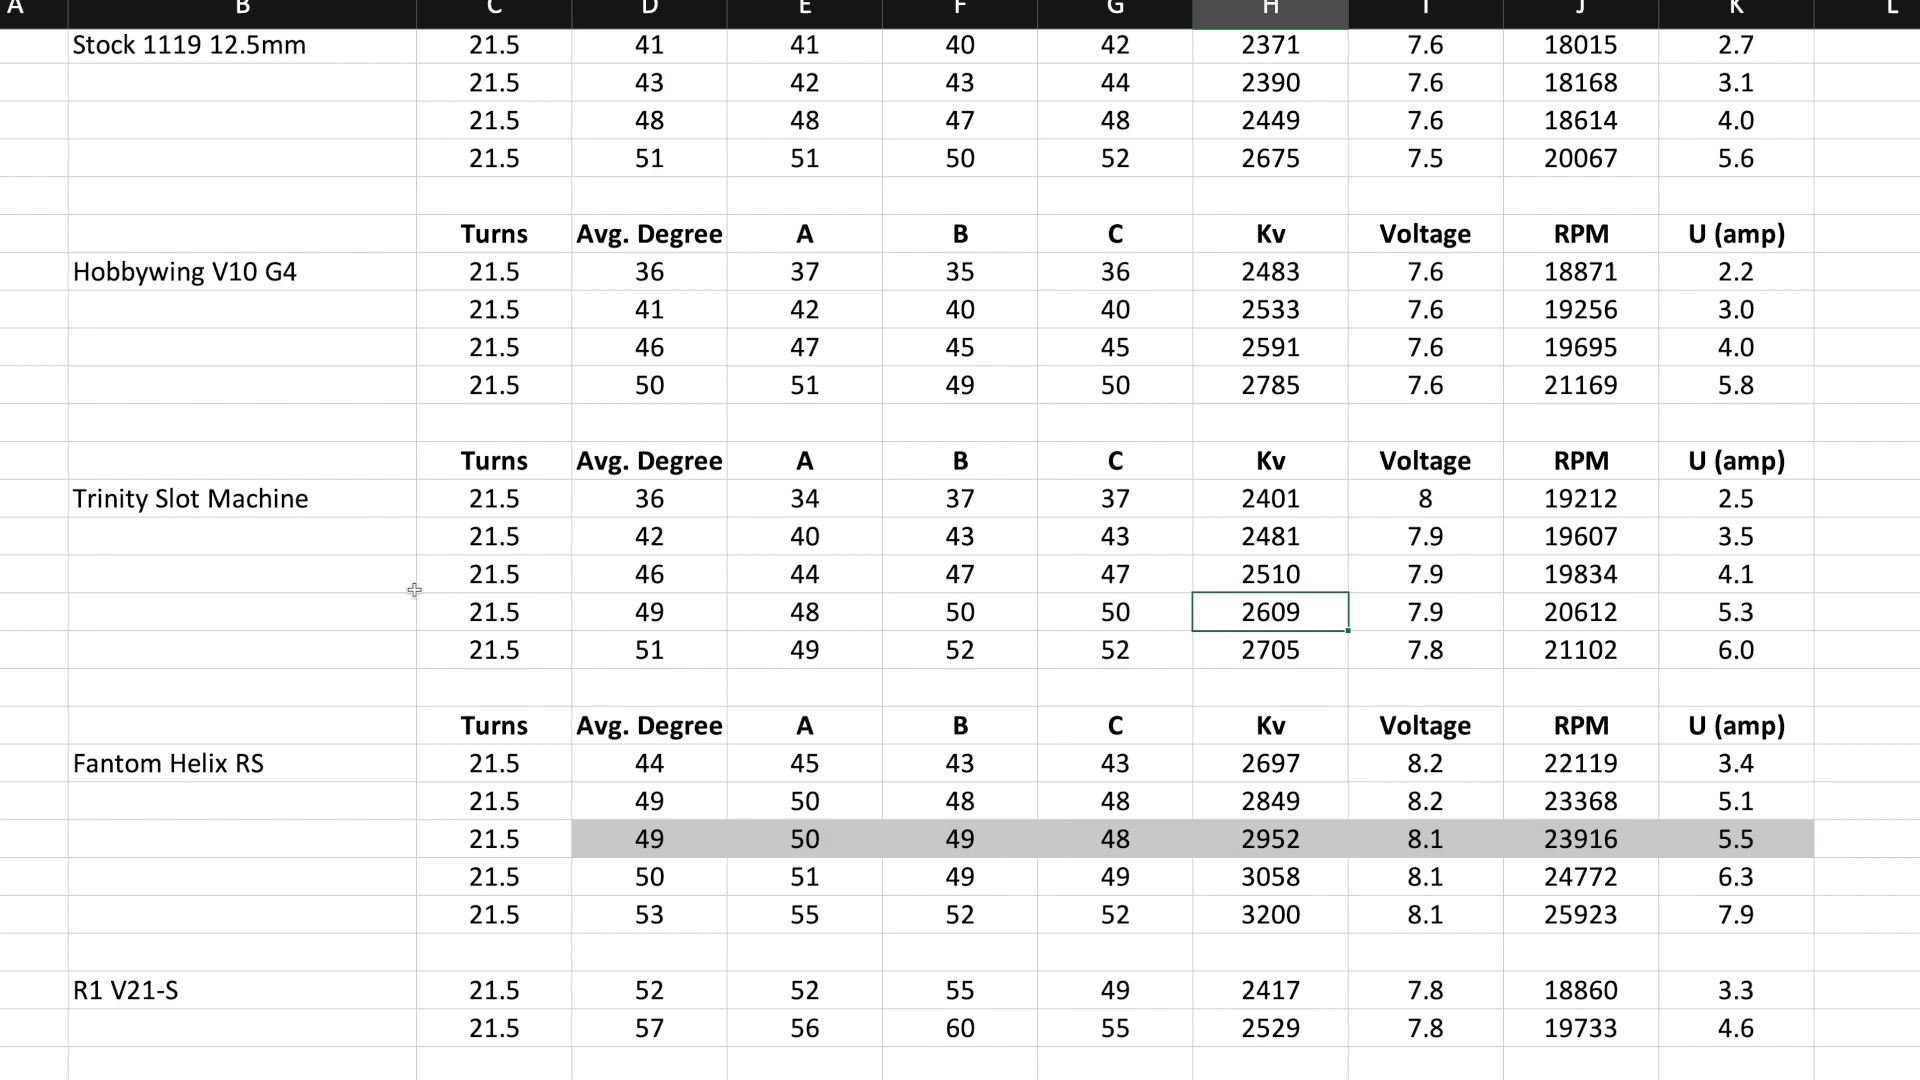 A B C D E F G H I J K L
Stock 1119 12.5mm 21.5 41 41 40 42 2371 7.6 18015 2.7
21.5 43 42 43 44 2390 7.6 18168 3.1
21.5 48 48 47 48 2449 7.6 18614 4.0
21.5 51 51 50 52 2675 7.5 20067 5.6
Turns Avg. Degree A B C Kv Voltage RPM U (amp)
Hobbywing V10 G4 21.5 36 37 35 36 2483 7.6 18871 2.2
21.5 41 42 40 40 2533 7.6 19256 3.0
21.5 46 47 45 45 2591 7.6 19695 4.0
21.5 50 51 49 50 2785 7.6 21169 5.8
Turns Avg. Degree A B C Kv Voltage RPM U (amp)
Trinity Slot Machine 21.5 36 34 37 37 2401 8 19212 2.5
21.5 42 40 43 43 2481 7.9 19607 3.5
21.5 46 44 47 47 2510 7.9 19834 4.1
21.5 49 48 50 50 2609 7.9 20612 5.3
21.5 51 49 52 52 2705 7.8 21102 6.0
Turns Avg. Degree A B C Kv Voltage RPM U (amp)
Fantom Helix RS 21.5 44 45 43 43 2697 8.2 22119 3.4
21.5 49 50 48 48 2849 8.2 23368 5.1
21.5 49 50 49 48 2952 8.1 23916 5.5
21.5 50 51 49 49 3058 8.1 24772 6.3
21.5 53 55 52 52 3200 8.1 25923 7.9
R1 V21-S 21.5 52 52 55 49 2417 7.8 18860 3.3
21.5 57 56 60 55 2529 7.8 19733 4.6